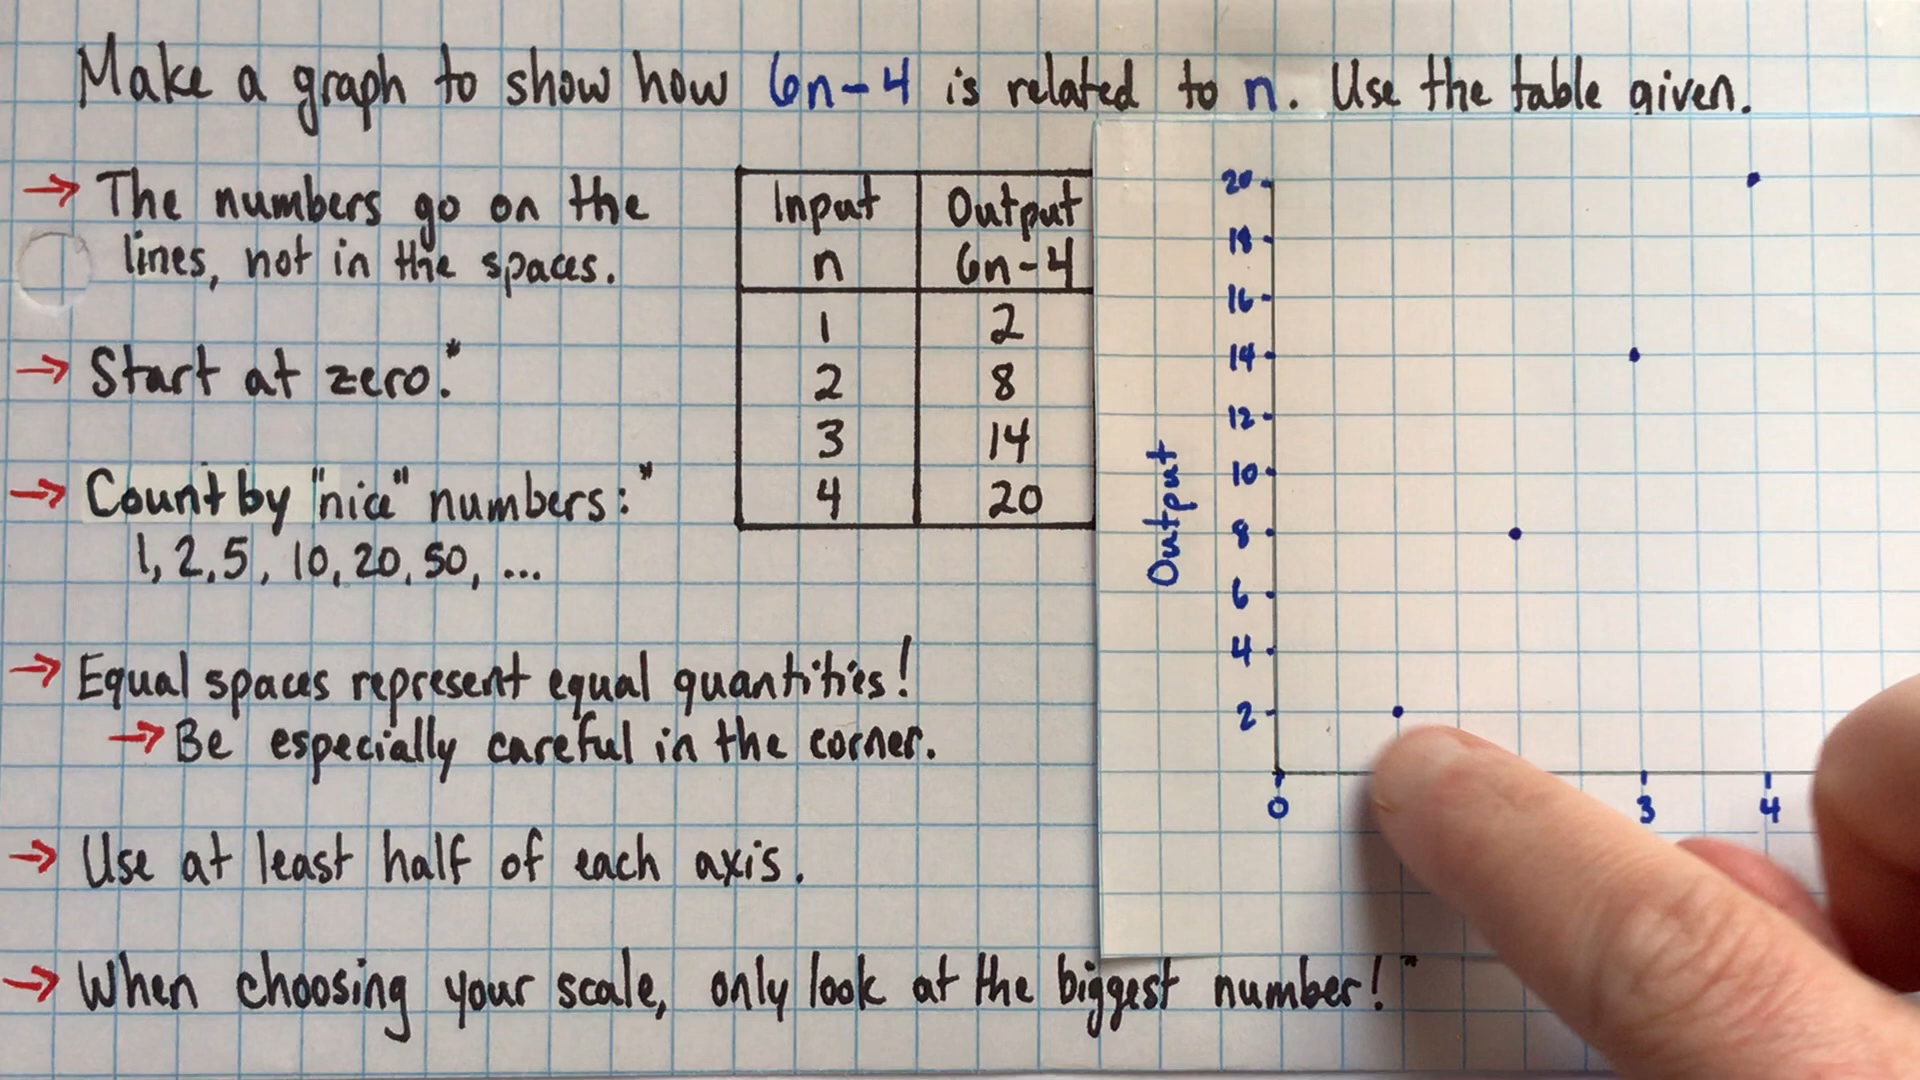 Make a graph to show how 6n-4 is related to n. Use the table given.
→ The numbers go on the
lines, not in the spaces.
→ Start at zero.*
→ Count by "nice" numbers:*
1, 2, 5, 10, 20, 50, ...
→ Equal spaces represent equal quantities!
→ Be especially careful in the corner.
→ Use at least half of each axis.
→ When choosing your scale, only look at the biggest number!*
Input Output
n 6n-4
1 2
2 8
3 14
4 20
Output
20
18
16
14
12
10
8
6
4
2
0 3 4